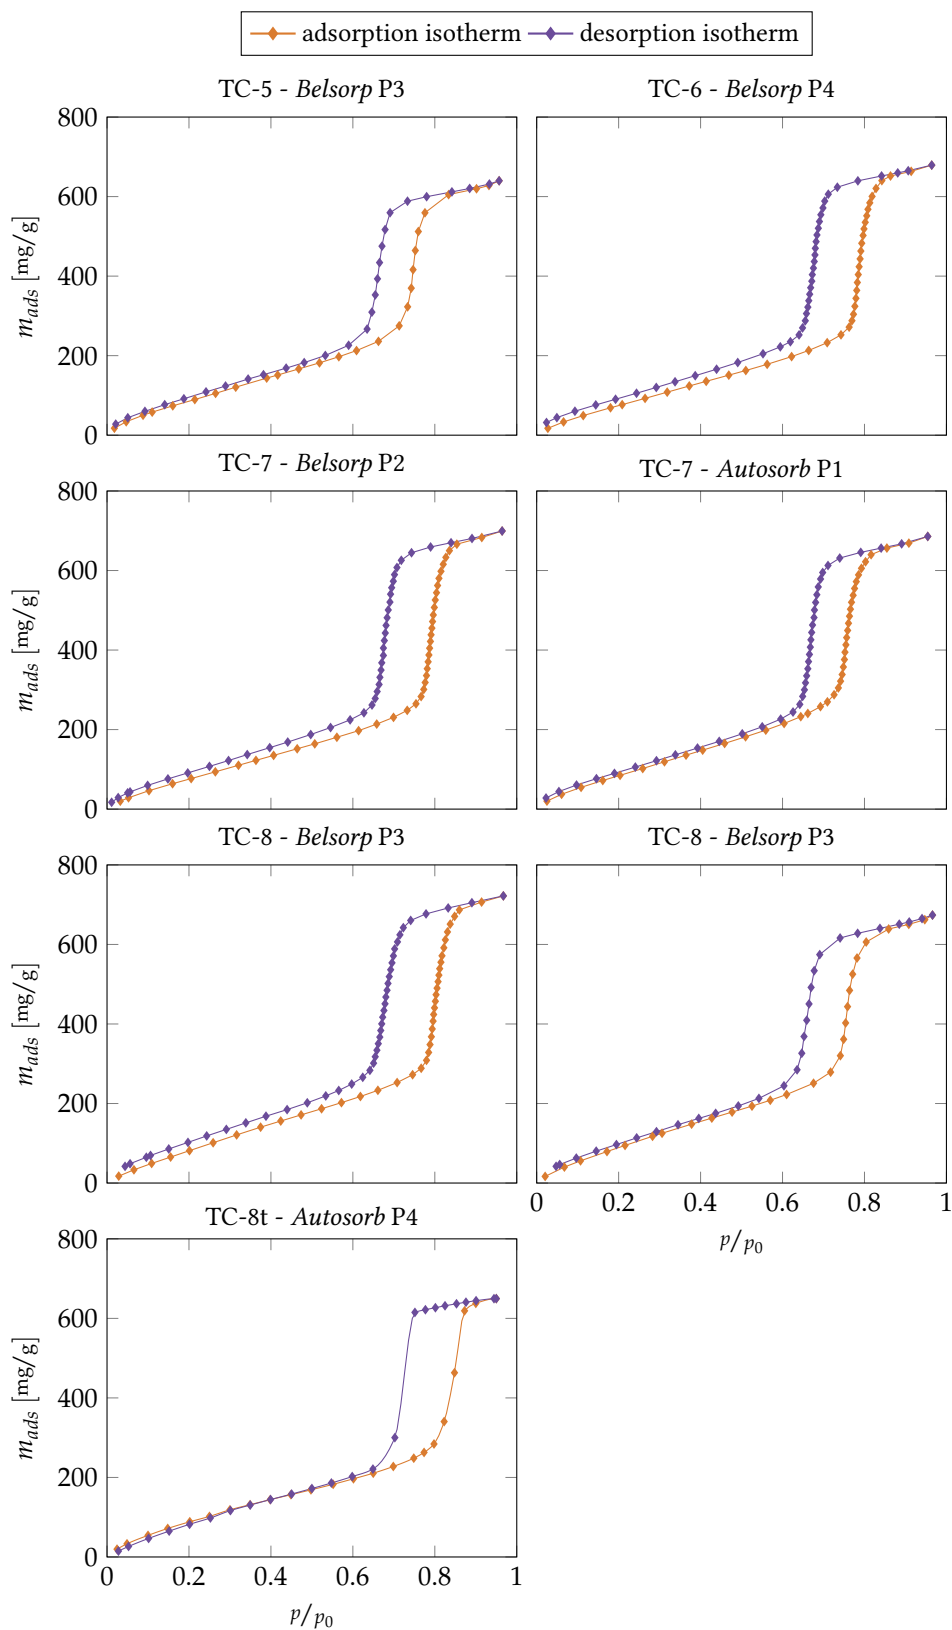 adsorption isotherm desorption isotherm
TC-5 - Belsorp P3
TC-6 - Belsorp P4
800
600
400
200
0
m_ads [mg/g]
TC-7 - Belsorp P2
TC-7 - Autosorb P1
800
600
400
200
0
m_ads [mg/g]
TC-8 - Belsorp P3
TC-8 - Belsorp P3
800
600
400
200
0
m_ads [mg/g]
0 0.2 0.4 0.6 0.8 1
p/p_0
TC-8t - Autosorb P4
800
600
400
200
0
m_ads [mg/g]
0 0.2 0.4 0.6 0.8 1
p/p_0